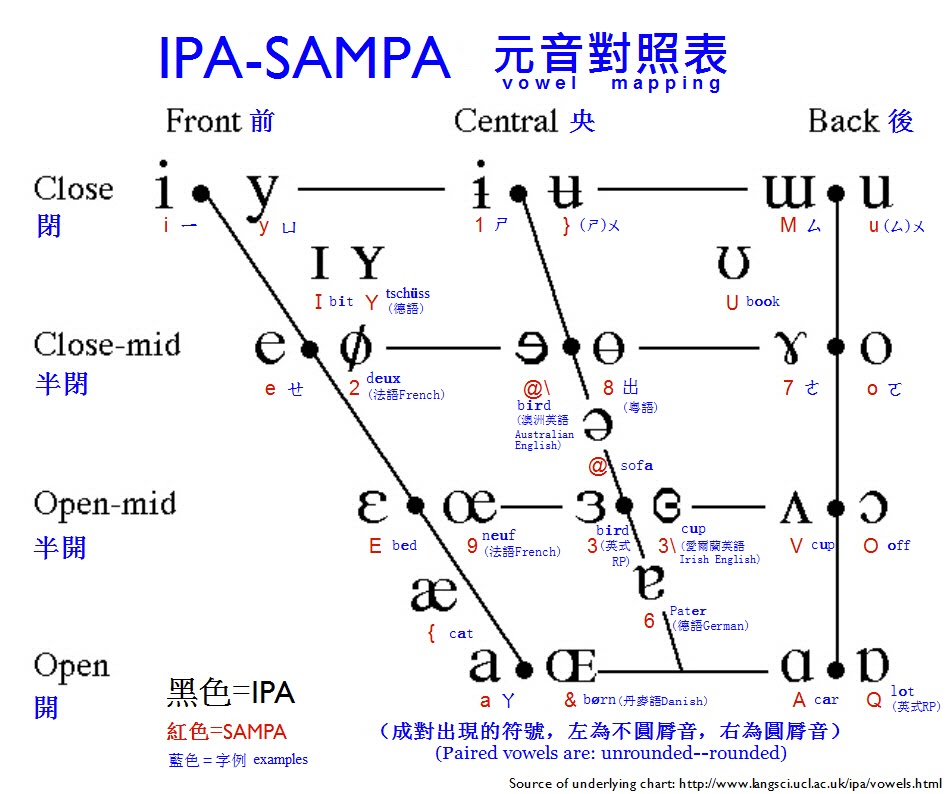 IPA-SAMPA 元音對照表
vowel mapping
Front 前 Central 央 Back 後
Close i y ɨ ʉ ɯ u
閉 i ㄧ y ㄩ 1 ㄕ } (ㄕ)ㄨ M ㄙ u (ㄙ)ㄨ
I Y ʊ
I bit Y tschüss (德語) U book
Close-mid e ø ɘ ɵ ɤ o
半閉 e ㄝ 2 deux (法語French) @\ bird (澳洲英語 Australian English) 8 出 (粵語) 7 ㄜ o ㄛ
ə
@ sofa
Open-mid ɛ œ ɜ ɞ ʌ ɔ
半開 E bed 9 neuf (法語French) 3 bird (英式 RP) 3\ cup (愛爾蘭英語 Irish English) V cup O off
æ ɐ
{ cat 6 Pater (德語German)
Open a Œ ɑ ɒ
開 a Y & børn (丹麥語Danish) A car Q lot (英式RP)
黑色=IPA
紅色=SAMPA
藍色=字例 examples
（成對出現的符號，左為不圓脣音，右為圓脣音）
(Paired vowels are: unrounded--rounded)
Source of underlying chart: http://www.langsci.ucl.ac.uk/ipa/vowels.html